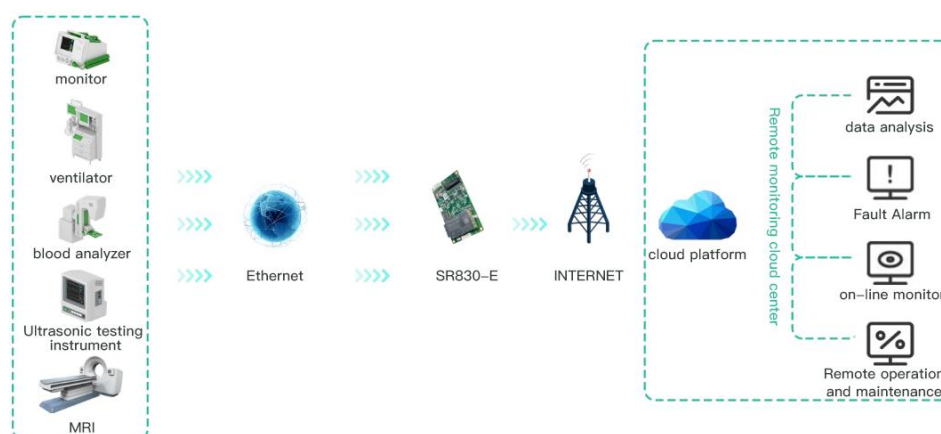 monitor
ventilator
blood analyzer
Ultrasonic testing
instrument
MRI
Ethernet
SR830-E
INTERNET
cloud platform
Remote monitoring cloud center
data analysis
Fault Alarm
on-line monitor
Remote operation
and maintenance